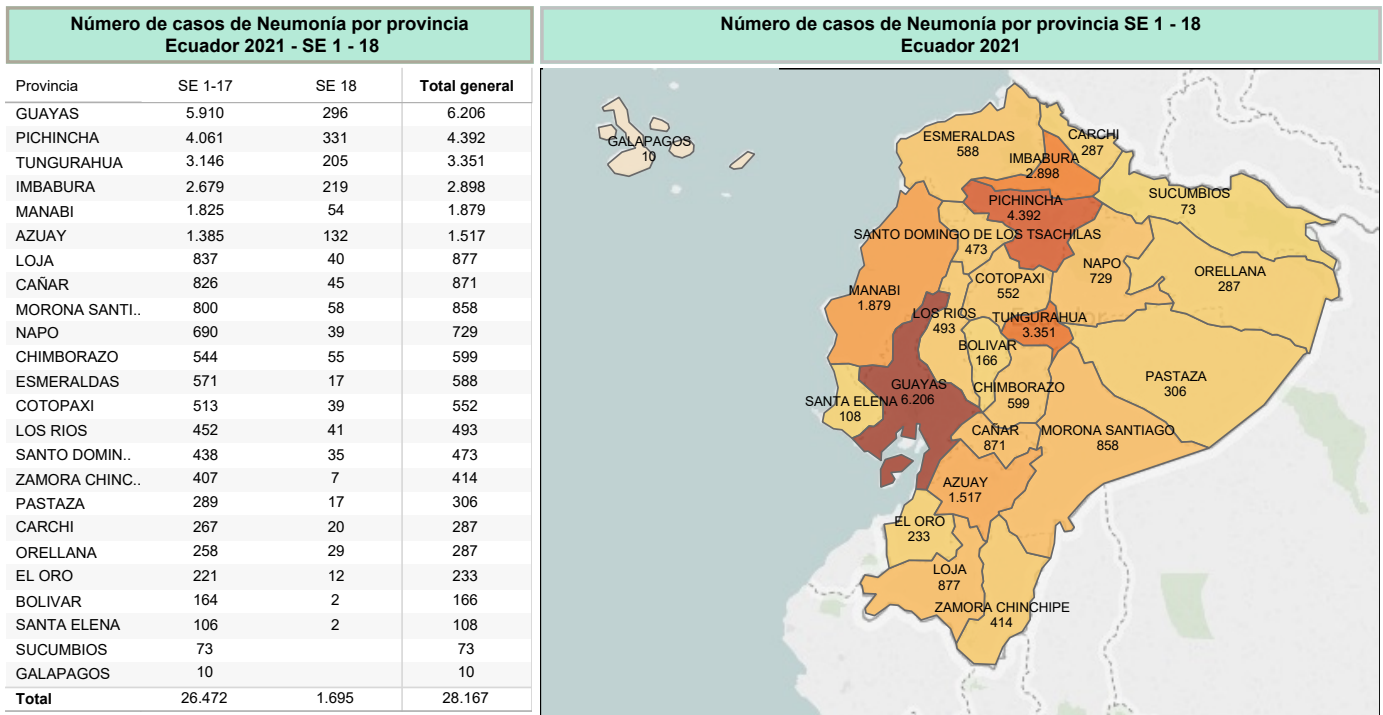 Número de casos de Neumonía por provincia
Ecuador 2021 - SE 1 - 18
Provincia SE 1-17 SE 18 Total general
GUAYAS 5.910 296 6.206
PICHINCHA 4.061 331 4.392
TUNGURAHUA 3.146 205 3.351
IMBABURA 2.679 219 2.898
MANABI 1.825 54 1.879
AZUAY 1.385 132 1.517
LOJA 837 40 877
CAÑAR 826 45 871
MORONA SANTI.. 800 58 858
NAPO 690 39 729
CHIMBORAZO 544 55 599
ESMERALDAS 571 17 588
COTOPAXI 513 39 552
LOS RIOS 452 41 493
SANTO DOMIN.. 438 35 473
ZAMORA CHINC.. 407 7 414
PASTAZA 289 17 306
CARCHI 267 20 287
ORELLANA 258 29 287
EL ORO 221 12 233
BOLIVAR 164 2 166
SANTA ELENA 106 2 108
SUCUMBIOS 73 73
GALAPAGOS 10 10
Total 26.472 1.695 28.167
Número de casos de Neumonía por provincia SE 1 - 18
Ecuador 2021
GALAPAGOS
10
ESMERALDAS
588
CARCHI
287
IMBABURA
2.898
SUCUMBIOS
73
PICHINCHA
4.392
SANTO DOMINGO DE LOS TSACHILAS
473
NAPO
729
ORELLANA
287
COTOPAXI
552
MANABI
1.879
LOS RIOS
493
TUNGURAHUA
3.351
BOLIVAR
166
PASTAZA
306
GUAYAS
6.206
CHIMBORAZO
599
SANTA ELENA
108
CAÑAR
871
MORONA SANTIAGO
858
AZUAY
1.517
EL ORO
233
LOJA
877
ZAMORA CHINCHIPE
414